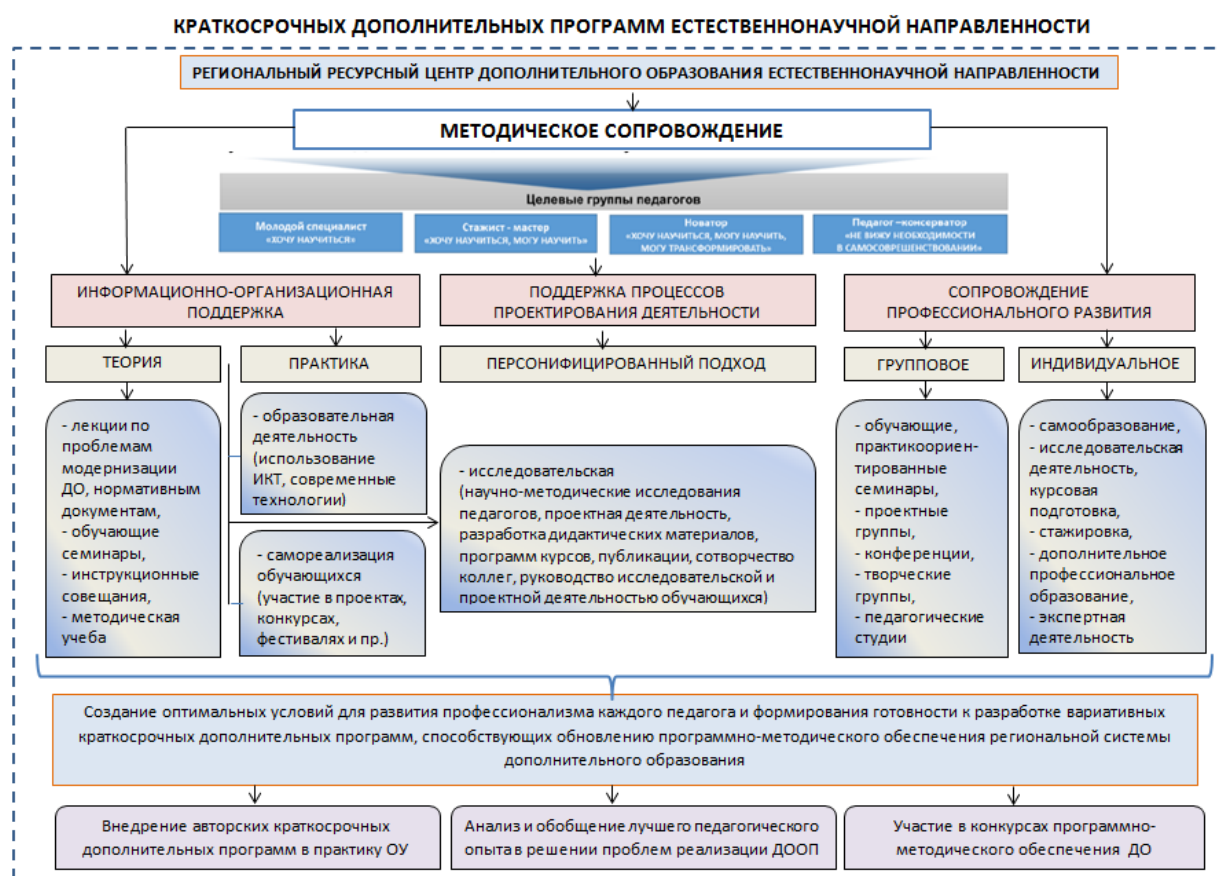 КРАТКОСРОЧНЫХ ДОПОЛНИТЕЛЬНЫХ ПРОГРАММ ЕСТЕСТВЕННОНАУЧНОЙ НАПРАВЛЕННОСТИ
РЕГИОНАЛЬНЫЙ РЕСУРСНЫЙ ЦЕНТР ДОПОЛНИТЕЛЬНОГО ОБРАЗОВАНИЯ ЕСТЕСТВЕННОНАУЧНОЙ НАПРАВЛЕННОСТИ
МЕТОДИЧЕСКОЕ СОПРОВОЖДЕНИЕ
Целевые группы педагогов
Молодой специалист
«ХОЧУ НАУЧИТЬСЯ»
Стажист - мастер
«ХОЧУ НАУЧИТЬСЯ, МОГУ НАУЧИТЬ»
Новатор
«ХОЧУ НАУЧИТЬСЯ, МОГУ НАУЧИТЬ,
МОГУ ТРАНСФОРМИРОВАТЬ»
Педагог –консерватор
«НЕ ВИЖУ НЕОБХОДИМОСТИ
В САМОСОВРЕШЕНСТВОВАНИИ»
ИНФОРМАЦИОННО-ОРГАНИЗАЦИОННАЯ
ПОДДЕРЖКА
ПОДДЕРЖКА ПРОЦЕССОВ
ПРОЕКТИРОВАНИЯ ДЕЯТЕЛЬНОСТИ
СОПРОВОЖДЕНИЕ
ПРОФЕССИОНАЛЬНОГО РАЗВИТИЯ
ТЕОРИЯ
ПРАКТИКА
ПЕРСОНИФИЦИРОВАННЫЙ ПОДХОД
ГРУППОВОЕ
ИНДИВИДУАЛЬНОЕ
- лекции по
проблемам
модернизации
ДО, нормативным
документам,
- обучающие
семинары,
- инструкционные
совещания,
- методическая
учеба
- образовательная
деятельность
(использование
ИКТ, современные
технологии)
- самореализация
обучающихся
(участие в проектах,
конкурсах,
фестивалях и пр.)
- исследовательская
(научно-методические исследования
педагогов, проектная деятельность,
разработка дидактических материалов,
программ курсов, публикации, сотворчество
коллег, руководство исследовательской и
проектной деятельностью обучающихся)
- обучающие,
практикоориен-
тированные
семинары,
- проектные
группы,
- конференции,
- творческие
группы,
- педагогические
студии
- самообразование,
- исследовательская
деятельность,
курсовая
подготовка,
- стажировка,
- дополнительное
профессиональное
образование,
- экспертная
деятельность
Создание оптимальных условий для развития профессионализма каждого педагога и формирования готовности к разработке вариативных
краткосрочных дополнительных программ, способствующих обновлению программно-методического обеспечения региональной системы
дополнительного образования
Внедрение авторских краткосрочных
дополнительных программ в практику ОУ
Анализ и обобщение лучшего педагогического
опыта в решении проблем реализации ДООП
Участие в конкурсах программно-
методического обеспечения ДО